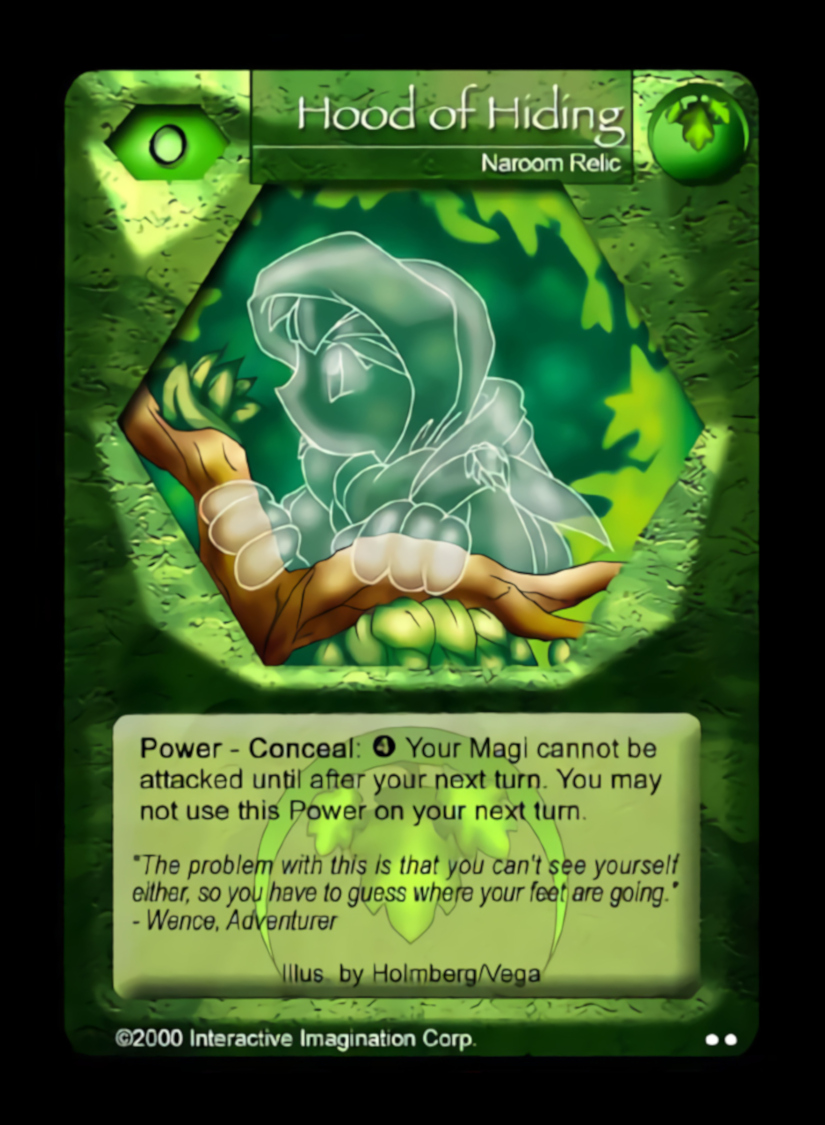 0
Hood of Hiding
Naroom Relic
Power - Conceal: 4 Your Magi cannot be
attacked until after your next turn. You may
not use this Power on your next turn.
"The problem with this is that you can't see yourself
either, so you have to guess where your feet are going."
- Wence, Adventurer
Illus. by Holmberg/Vega
©2000 Interactive Imagination Corp.